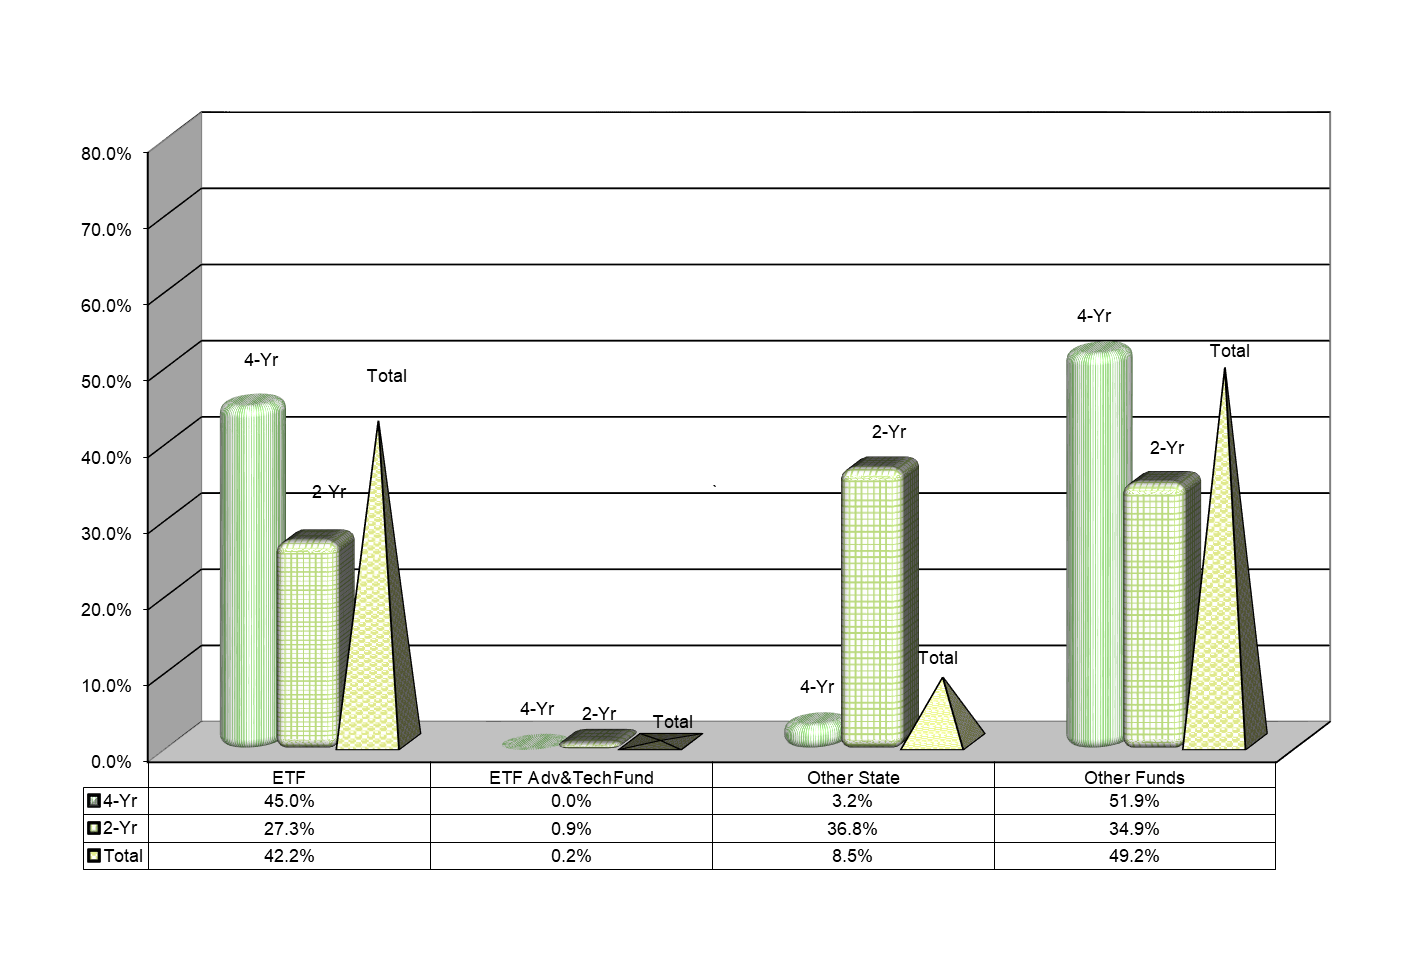 80.0%
70.0%
60.0%
50.0%
40.0%
30.0%
20.0%
10.0%
0.0%
4-Yr
2-Yr
Total
4-Yr
2-Yr
Total
`
4-Yr
2-Yr
Total
4-Yr
2-Yr
Total
ETF ETF Adv&TechFund Other State Other Funds
4-Yr 45.0% 0.0% 3.2% 51.9%
2-Yr 27.3% 0.9% 36.8% 34.9%
Total 42.2% 0.2% 8.5% 49.2%